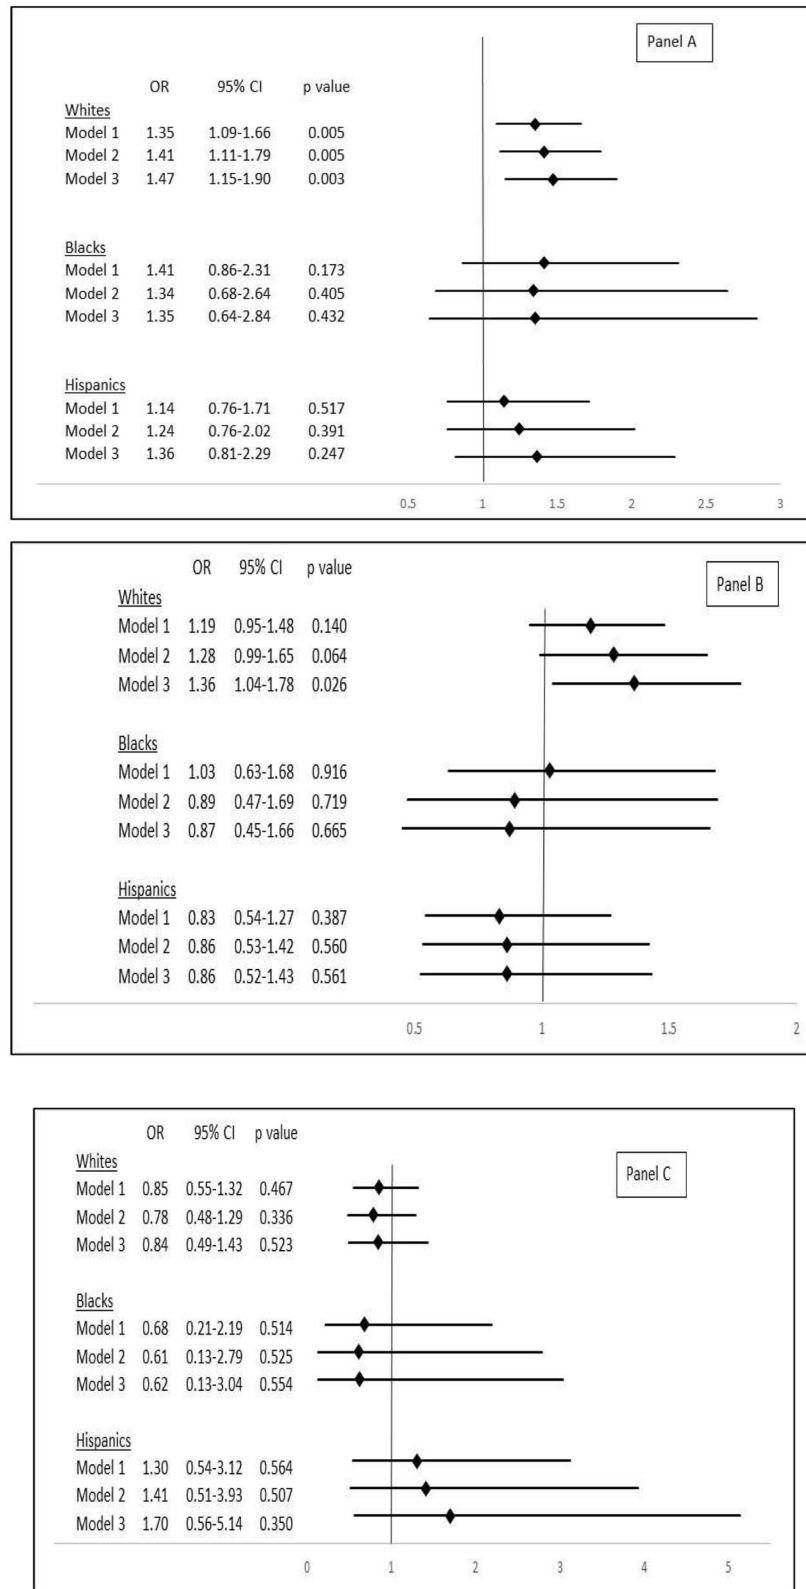 Panel A
OR 95% CI p value
Whites
Model 1 1.35 1.09-1.66 0.005
Model 2 1.41 1.11-1.79 0.005
Model 3 1.47 1.15-1.90 0.003
Blacks
Model 1 1.41 0.86-2.31 0.173
Model 2 1.34 0.68-2.64 0.405
Model 3 1.35 0.64-2.84 0.432
Hispanics
Model 1 1.14 0.76-1.71 0.517
Model 2 1.24 0.76-2.02 0.391
Model 3 1.36 0.81-2.29 0.247
0.5 1 1.5 2 2.5 3
OR 95% CI p value
Panel B
Whites
Model 1 1.19 0.95-1.48 0.140
Model 2 1.28 0.99-1.65 0.064
Model 3 1.36 1.04-1.78 0.026
Blacks
Model 1 1.03 0.63-1.68 0.916
Model 2 0.89 0.47-1.69 0.719
Model 3 0.87 0.45-1.66 0.665
Hispanics
Model 1 0.83 0.54-1.27 0.387
Model 2 0.86 0.53-1.42 0.560
Model 3 0.86 0.52-1.43 0.561
0.5 1 1.5 2
OR 95% CI p value
Whites
Panel C
Model 1 0.85 0.55-1.32 0.467
Model 2 0.78 0.48-1.29 0.336
Model 3 0.84 0.49-1.43 0.523
Blacks
Model 1 0.68 0.21-2.19 0.514
Model 2 0.61 0.13-2.79 0.525
Model 3 0.62 0.13-3.04 0.554
Hispanics
Model 1 1.30 0.54-3.12 0.564
Model 2 1.41 0.51-3.93 0.507
Model 3 1.70 0.56-5.14 0.350
0 1 2 3 4 5